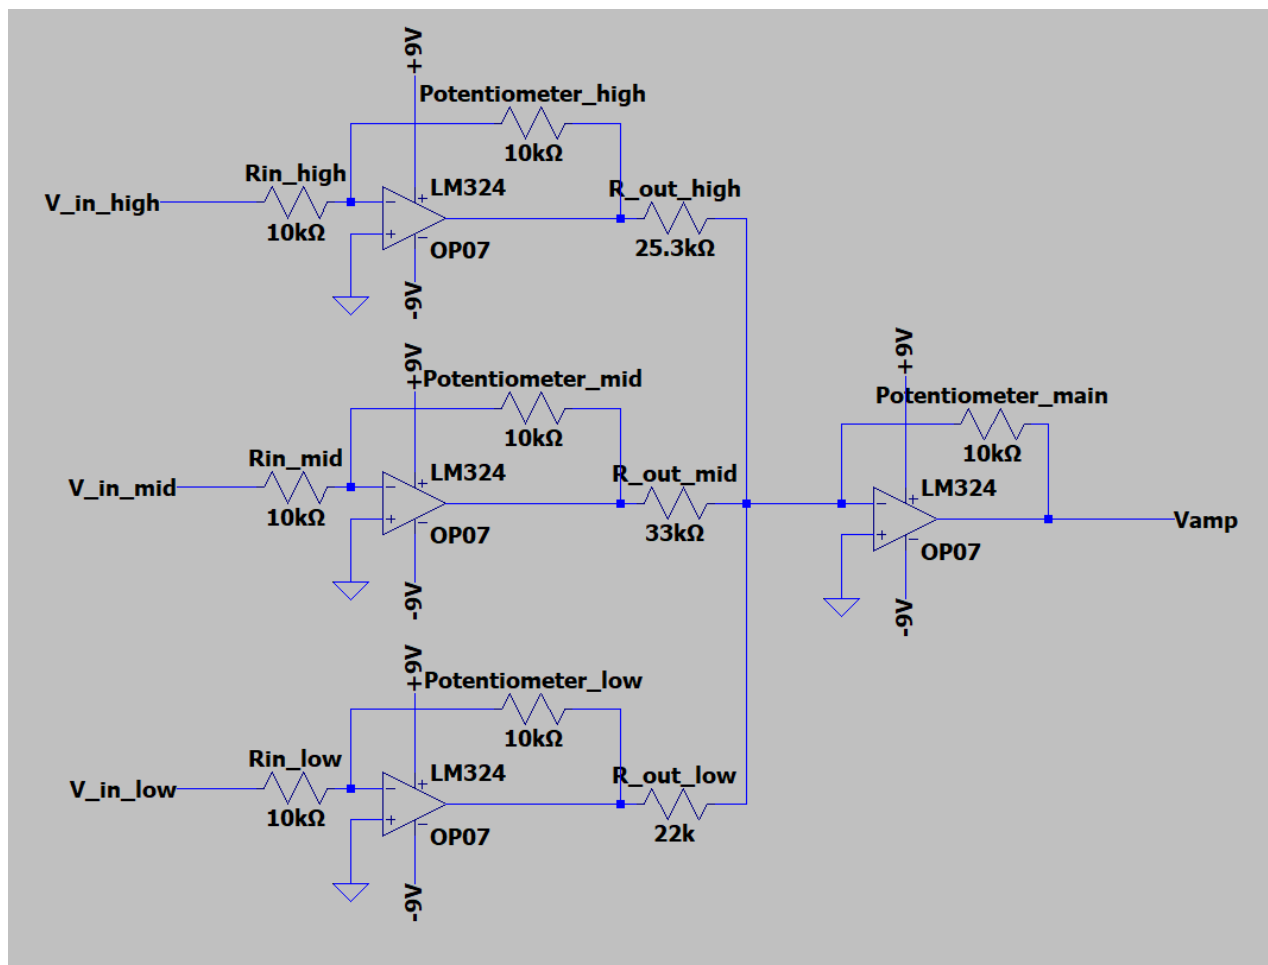 +9V
Potentiometer_high
10kΩ
Rin_high
LM324
R_out_high
V_in_high
10kΩ
OP07
25.3kΩ
-9V
+9V
Potentiometer_mid
10kΩ
Rin_mid
LM324
R_out_mid
V_in_mid
10kΩ
OP07
33kΩ
-9V
+9V
Potentiometer_main
10kΩ
LM324
Vamp
OP07
-9V
+9V
Potentiometer_low
10kΩ
Rin_low
LM324
R_out_low
V_in_low
10kΩ
OP07
22k
-9V